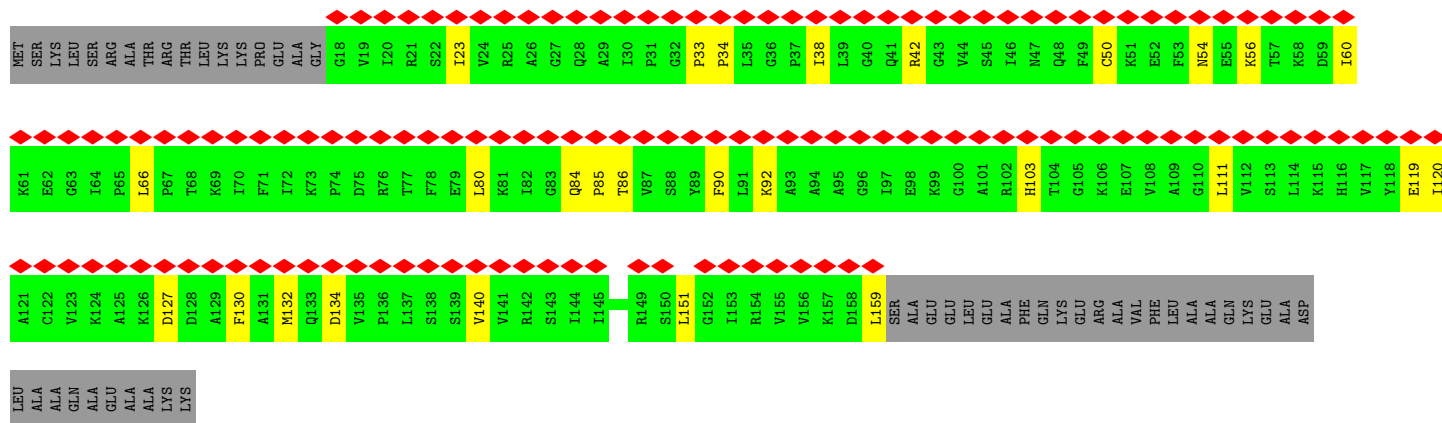 MET SER LYS LEU SER ARG ALA THR ARG THR LEU LYS LYS PRO GLU ALA GLY G18 V19 I20 R21 S22 I23 V24 R25 A26 G27 Q28 A29 I30 P31 G32 P33 P34 L35 G36 P37 I38 L39 G40 Q41 R42 G43 V44 S45 I46 N47 Q48 F49 C50 K51 E52 F53 N54 E55 K56 T57 K58 D59 I60
K61 E62 G63 I64 P65 L66 P67 T68 K69 I70 F71 I72 K73 P74 D75 R76 T77 F78 E79 L80 K81 I82 G83 Q84 P85 T86 V87 S88 Y89 F90 L91 K92 A93 A94 A95 G96 I97 E98 K99 G100 A101 R102 H103 T104 G105 K106 E107 V108 A109 G110 L111 V112 S113 L114 K115 H116 V117 Y118 E119 I120
A121 C122 V123 K124 A125 K126 D127 D128 A129 F130 A131 M132 Q133 D134 V135 P136 L137 S138 S139 V140 V141 R142 S143 I144 I145 R149 S150 L151 G152 I153 R154 V155 V156 K157 D158 L159 SER ALA GLU GLU LEU GLU ALA PHE GLN LYS GLU ARG ALA VAL PHE LEU ALA ALA GLN LYS GLU ALA ASP
LEU ALA ALA GLN ALA GLU ALA ALA LYS LYS